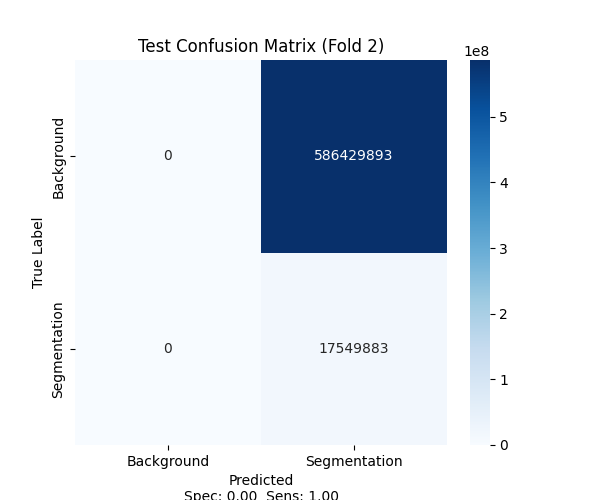 Test Confusion Matrix (Fold 2)
1e8
Background
0
586429893
5
4
True Label
3
2
Segmentation
0
17549883
1
0
Background
Segmentation
Predicted
Spec: 0.00, Sens: 1.00